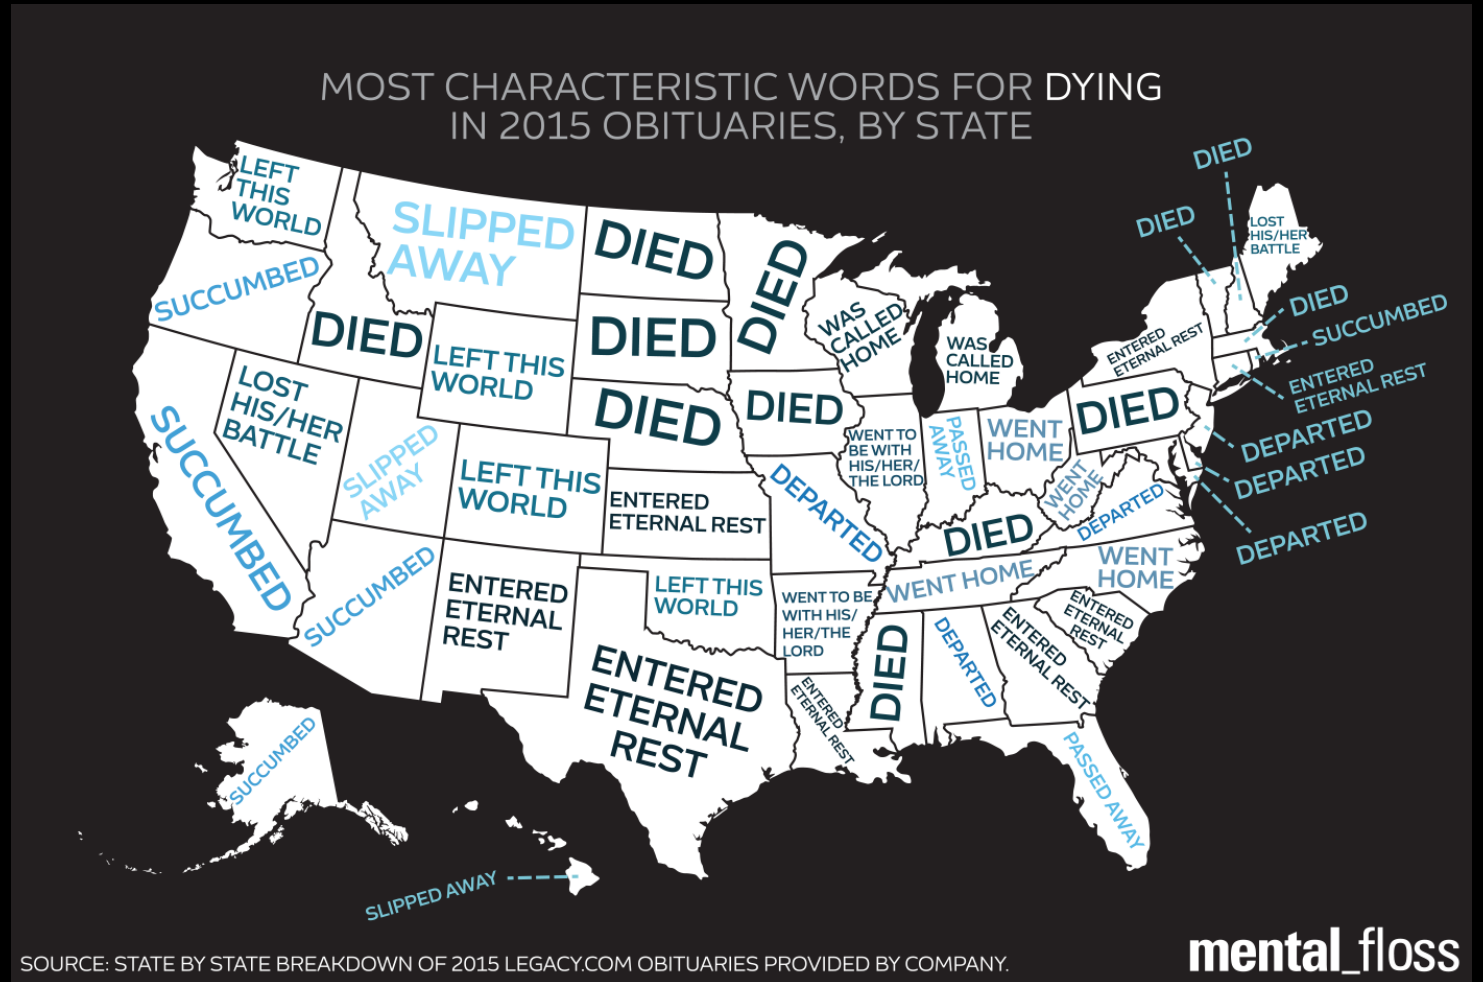 MOST CHARACTERISTIC WORDS FOR DYING
IN 2015 OBITUARIES, BY STATE
LEFT
THIS
WORLD
SUCCUMBED
SUCCUMBED
LOST
HIS/HER
BATTLE
DIED
SLIPPED
AWAY
LEFT THIS
WORLD
SLIPPED
AWAY
SUCCUMBED
LEFT THIS
WORLD
ENTERED
ETERNAL
REST
DIED
DIED
DIED
ENTERED
ETERNAL REST
LEFT THIS
WORLD
ENTERED
ETERNAL
REST
DIED
DIED
DEPARTED
WENT TO BE
WITH HIS/
HER/THE
LORD
ENTERED
ETERNAL REST
WAS
CALLED
HOME
WENT TO
BE WITH
HIS/HER/
THE LORD
WAS
CALLED
HOME
PASSED
AWAY
WENT
HOME
DIED
WENT HOME
DIED
DEPARTED
ENTERED
ETERNAL REST
PASSED AWAY
ENTERED
ETERNAL
REST
WENT
HOME
DEPARTED
WENT
HOME
DIED
ENTERED
ETERNAL REST
DIED
DIED
LOST
HIS/HER
BATTLE
DIED
SUCCUMBED
ENTERED
ETERNAL REST
DEPARTED
DEPARTED
DEPARTED
SUCCUMBED
SLIPPED AWAY
SOURCE: STATE BY STATE BREAKDOWN OF 2015 LEGACY.COM OBITUARIES PROVIDED BY COMPANY.
mental_floss